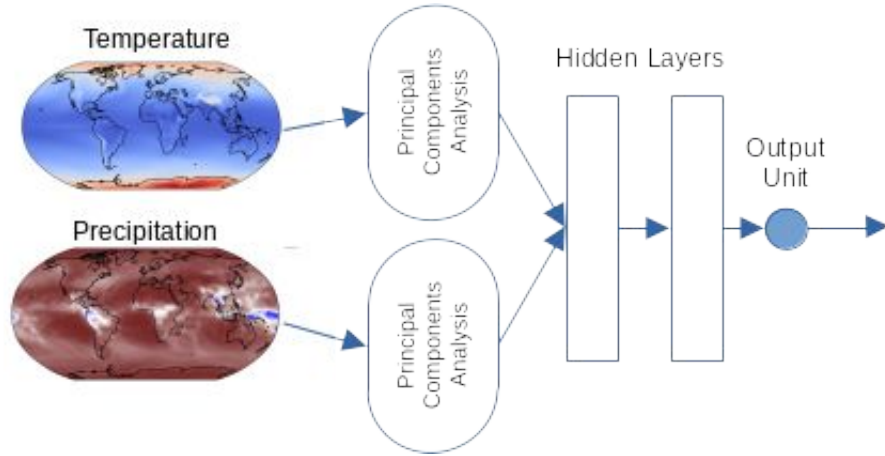 Temperature
Principal
Components
Analysis
Hidden Layers
Output
Unit
Precipitation
Principal
Components
Analysis